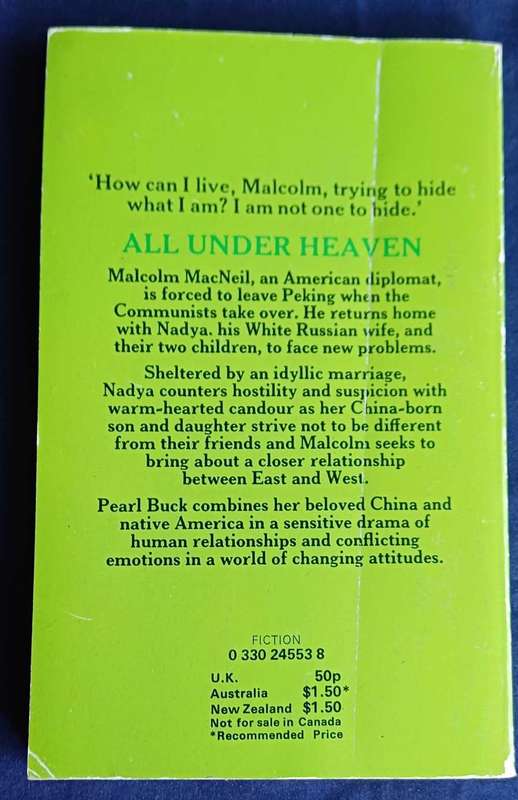 'How can I live, Malcolm, trying to hide
what I am? I am not one to hide.'
ALL UNDER HEAVEN
Malcolm MacNeil, an American diplomat,
is forced to leave Peking when the
Communists take over. He returns home
with Nadya, his White Russian wife, and
their two children, to face new problems.
Sheltered by an idyllic marriage,
Nadya counters hostility and suspicion with
warm-hearted candour as her China-born
son and daughter strive not to be different
from their friends and Malcolm seeks to
bring about a closer relationship
between East and West.
Pearl Buck combines her beloved China and
native America in a sensitive drama of
human relationships and conflicting
emotions in a world of changing attitudes.
FICTION
0 330 24553 8
U.K. 50p
Australia $1.50*
New Zealand $1.50
Not for sale in Canada
*Recommended Price